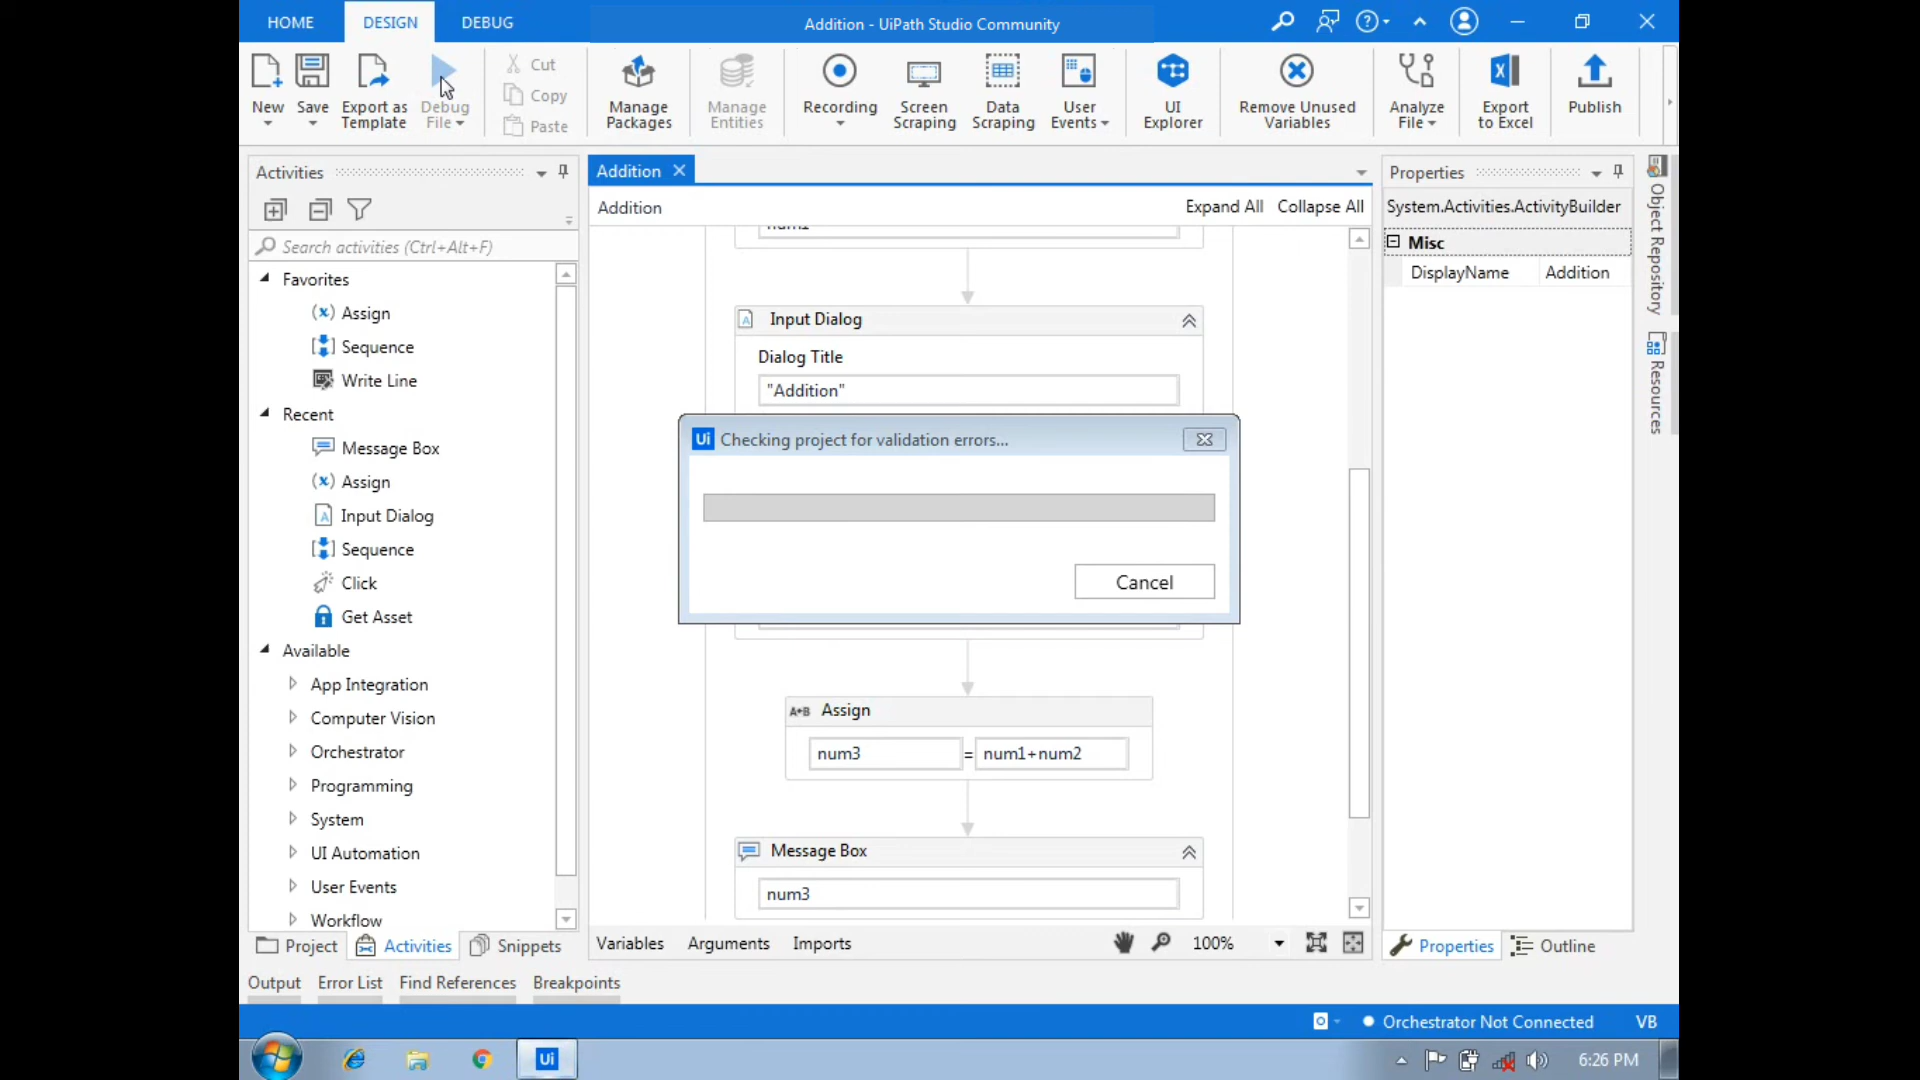 HOME
DESIGN
DEBUG
Addition - UiPath Studio Community
New
Save
Export as
Template
Debug
File
Cut
Copy
Paste
Manage
Packages
Manage
Entities
Recording
Screen
Scraping
Data
Scraping
User
Events
UI
Explorer
Remove Unused
Variables
Analyze
File
Export
to Excel
Publish
Activities
Search activities (Ctrl+Alt+F)
Favorites
Assign
Sequence
Write Line
Recent
Message Box
Assign
Input Dialog
Sequence
Click
Get Asset
Available
App Integration
Computer Vision
Orchestrator
Programming
System
UI Automation
User Events
Workflow
Project
Activities
Snippets
Addition
Addition
Expand All
Collapse All
num1
Input Dialog
Dialog Title
"Addition"
Ui Checking project for validation errors...
Cancel
A+B Assign
num3 = num1+num2
Message Box
num3
Variables
Arguments
Imports
100%
Properties
System.Activities.ActivityBuilder
Misc
DisplayName
Addition
Properties
Outline
Object Repository
Resources
Output
Error List
Find References
Breakpoints
Orchestrator Not Connected
VB
Ui
6:26 PM